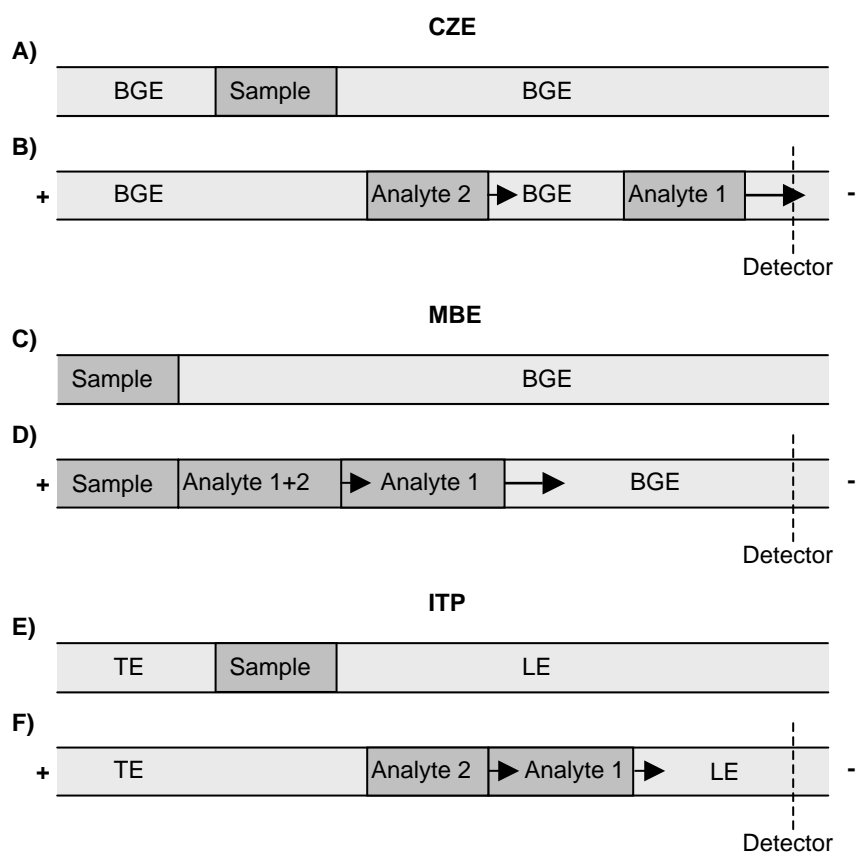 CZE
A)
BGE Sample BGE
B)
+ BGE Analyte 2 BGE Analyte 1 -
Detector
MBE
C)
Sample BGE
D)
+ Sample Analyte 1+2 Analyte 1 BGE -
Detector
ITP
E)
TE Sample LE
F)
+ TE Analyte 2 Analyte 1 LE -
Detector